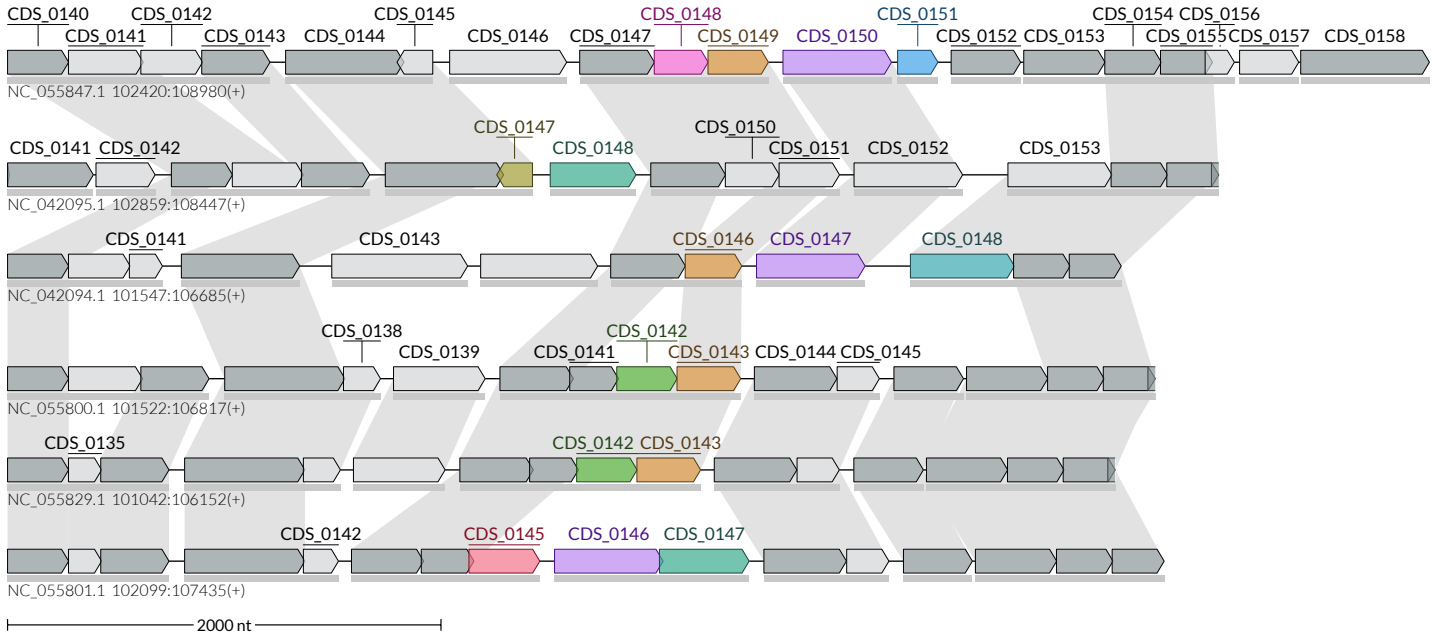 CDS_0140 CDS_0142 CDS_0145 CDS_0148 CDS_0151 CDS_0154 CDS_0156
CDS_0141 CDS_0143 CDS_0144 CDS_0146 CDS_0147 CDS_0149 CDS_0150 CDS_0152 CDS_0153 CDS_0155 CDS_0157 CDS_0158
NC_055847.1 102420:108980(+)
CDS_0147 CDS_0150
CDS_0141 CDS_0142 CDS_0148 CDS_0151 CDS_0152 CDS_0153
NC_042095.1 102859:108447(+)
CDS_0141 CDS_0143 CDS_0146 CDS_0147 CDS_0148
NC_042094.1 101547:106685(+)
CDS_0138 CDS_0142
CDS_0139 CDS_0141 CDS_0143 CDS_0144 CDS_0145
NC_055800.1 101522:106817(+)
CDS_0135 CDS_0142 CDS_0143
NC_055829.1 101042:106152(+)
CDS_0142 CDS_0145 CDS_0146 CDS_0147
NC_055801.1 102099:107435(+)
2000 nt